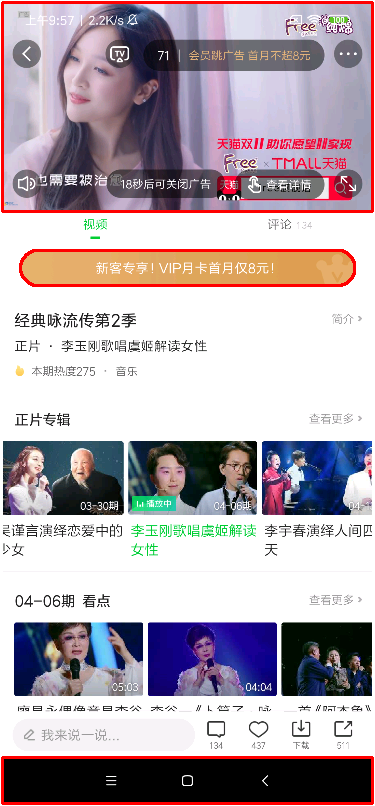 上午9:57 | 2.2K/s
Free
71 | 会员跳广告 首月不超8元
天猫双11 助你愿望11实现
Free × TMALL天猫
也需要被治
18秒后可关闭广告
天猫
查看详情
视频
评论 134
新客专享！VIP月卡首月仅8元！
经典咏流传第2季
简介 >
正片 · 李玉刚歌唱虞姬解读女性
本期热度275 · 音乐
正片专辑
查看更多 >
03-30期
播放中
04-06期
04-
吴谨言演绎恋爱中的
少女
李玉刚歌唱虞姬解读
女性
李宇春演绎人间四
天
04-06期 看点
查看更多 >
05:03
04:04
我来说一说...
134
437
下载
511